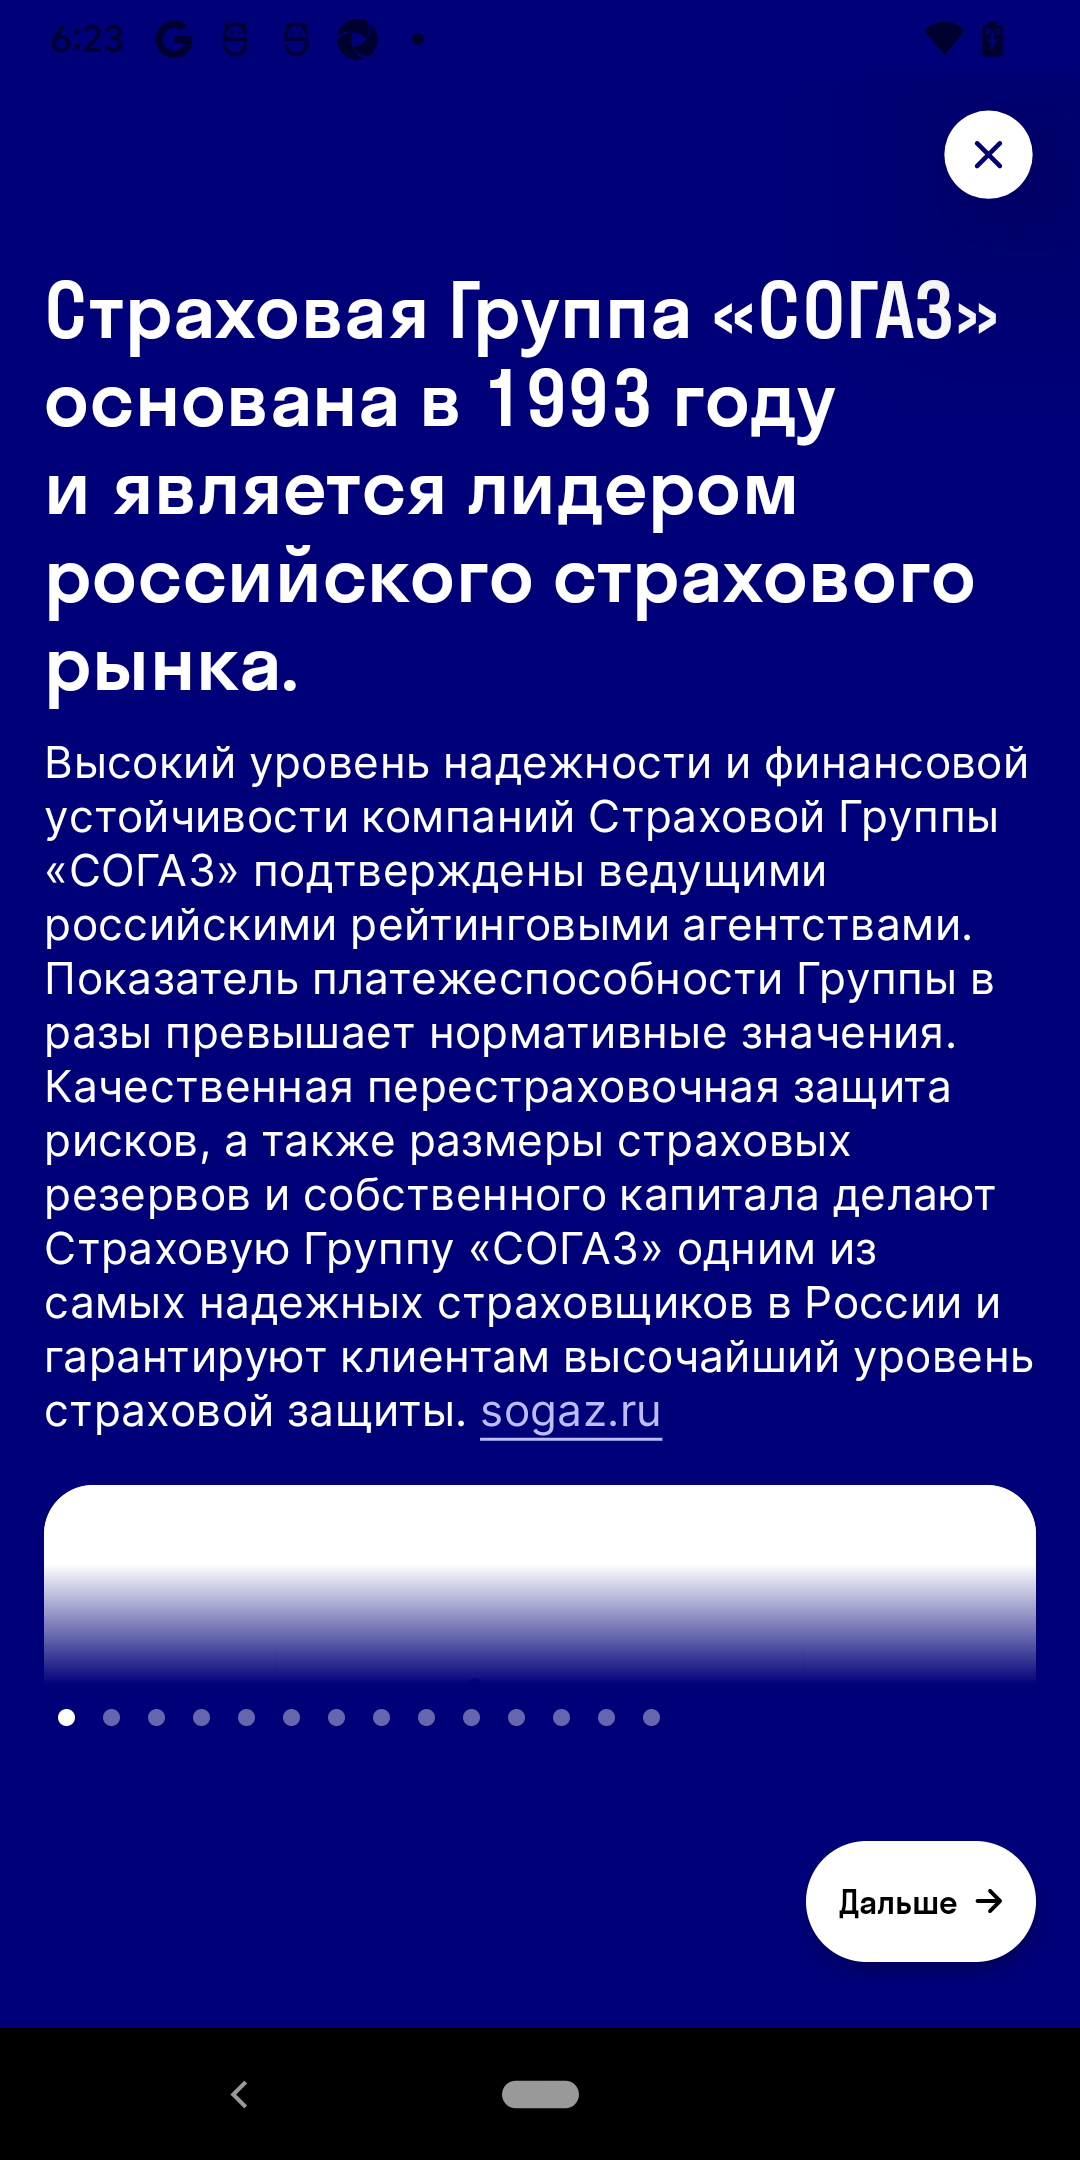 6:23
Страховая Группа «СОГАЗ»
основана в 1993 году
и является лидером
российского страхового
рынка.
Высокий уровень надежности и финансовой
устойчивости компаний Страховой Группы
«СОГАЗ» подтверждены ведущими
российскими рейтинговыми агентствами.
Показатель платежеспособности Группы в
разы превышает нормативные значения.
Качественная перестраховочная защита
рисков, а также размеры страховых
резервов и собственного капитала делают
Страховую Группу «СОГАЗ» одним из
самых надежных страховщиков в России и
гарантируют клиентам высочайший уровень
страховой защиты. sogaz.ru
Дальше